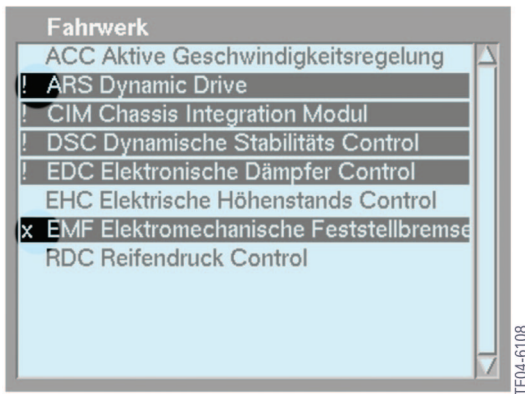 Fahrwerk
ACC Aktive Geschwindigkeitsregelung
! ARS Dynamic Drive
! CIM Chassis Integration Modul
! DSC Dynamische Stabilitäts Control
! EDC Elektronische Dämpfer Control
EHC Elektrische Höhenstands Control
x EMF Elektromechanische Feststellbremse
RDC Reifendruck Control
TE04-6108